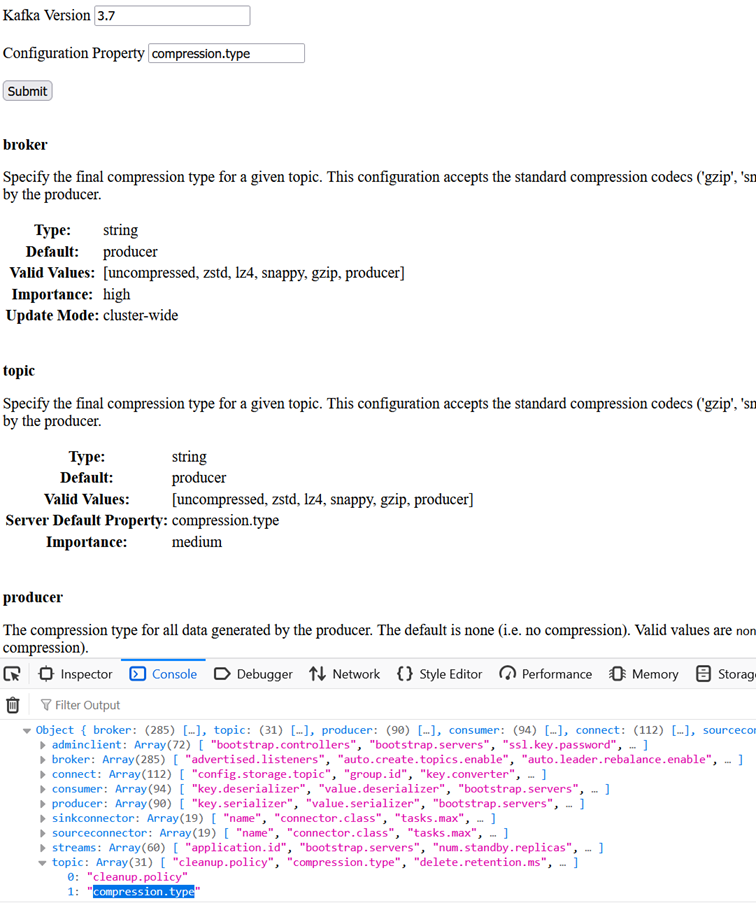 Kafka Version 3.7
Configuration Property compression.type
Submit
broker
Specify the final compression type for a given topic. This configuration accepts the standard compression codecs ('gzip', 'sn
by the producer.
Type: string
Default: producer
Valid Values: [uncompressed, zstd, lz4, snappy, gzip, producer]
Importance: high
Update Mode: cluster-wide
topic
Specify the final compression type for a given topic. This configuration accepts the standard compression codecs ('gzip', 'sn
by the producer.
Type: string
Default: producer
Valid Values: [uncompressed, zstd, lz4, snappy, gzip, producer]
Server Default Property: compression.type
Importance: medium
producer
The compression type for all data generated by the producer. The default is none (i.e. no compression). Valid values are non
compression).
Inspector Console Debugger Network {} Style Editor Performance Memory Storag
Filter Output
Object { broker: (285) […], topic: (31) […], producer: (90) […], consumer: (94) […], connect: (112) […], sourcecon
adminclient: Array(72) [ "bootstrap.controllers", "bootstrap.servers", "ssl.key.password", … ]
broker: Array(285) [ "advertised.listeners", "auto.create.topics.enable", "auto.leader.rebalance.enable", … ]
connect: Array(112) [ "config.storage.topic", "group.id", "key.converter", … ]
consumer: Array(94) [ "key.deserializer", "value.deserializer", "bootstrap.servers", … ]
producer: Array(90) [ "key.serializer", "value.serializer", "bootstrap.servers", … ]
sinkconnector: Array(19) [ "name", "connector.class", "tasks.max", … ]
sourceconnector: Array(19) [ "name", "connector.class", "tasks.max", … ]
streams: Array(60) [ "application.id", "bootstrap.servers", "num.standby.replicas", … ]
topic: Array(31) [ "cleanup.policy", "compression.type", "delete.retention.ms", … ]
0: "cleanup.policy"
1: "compression.type"